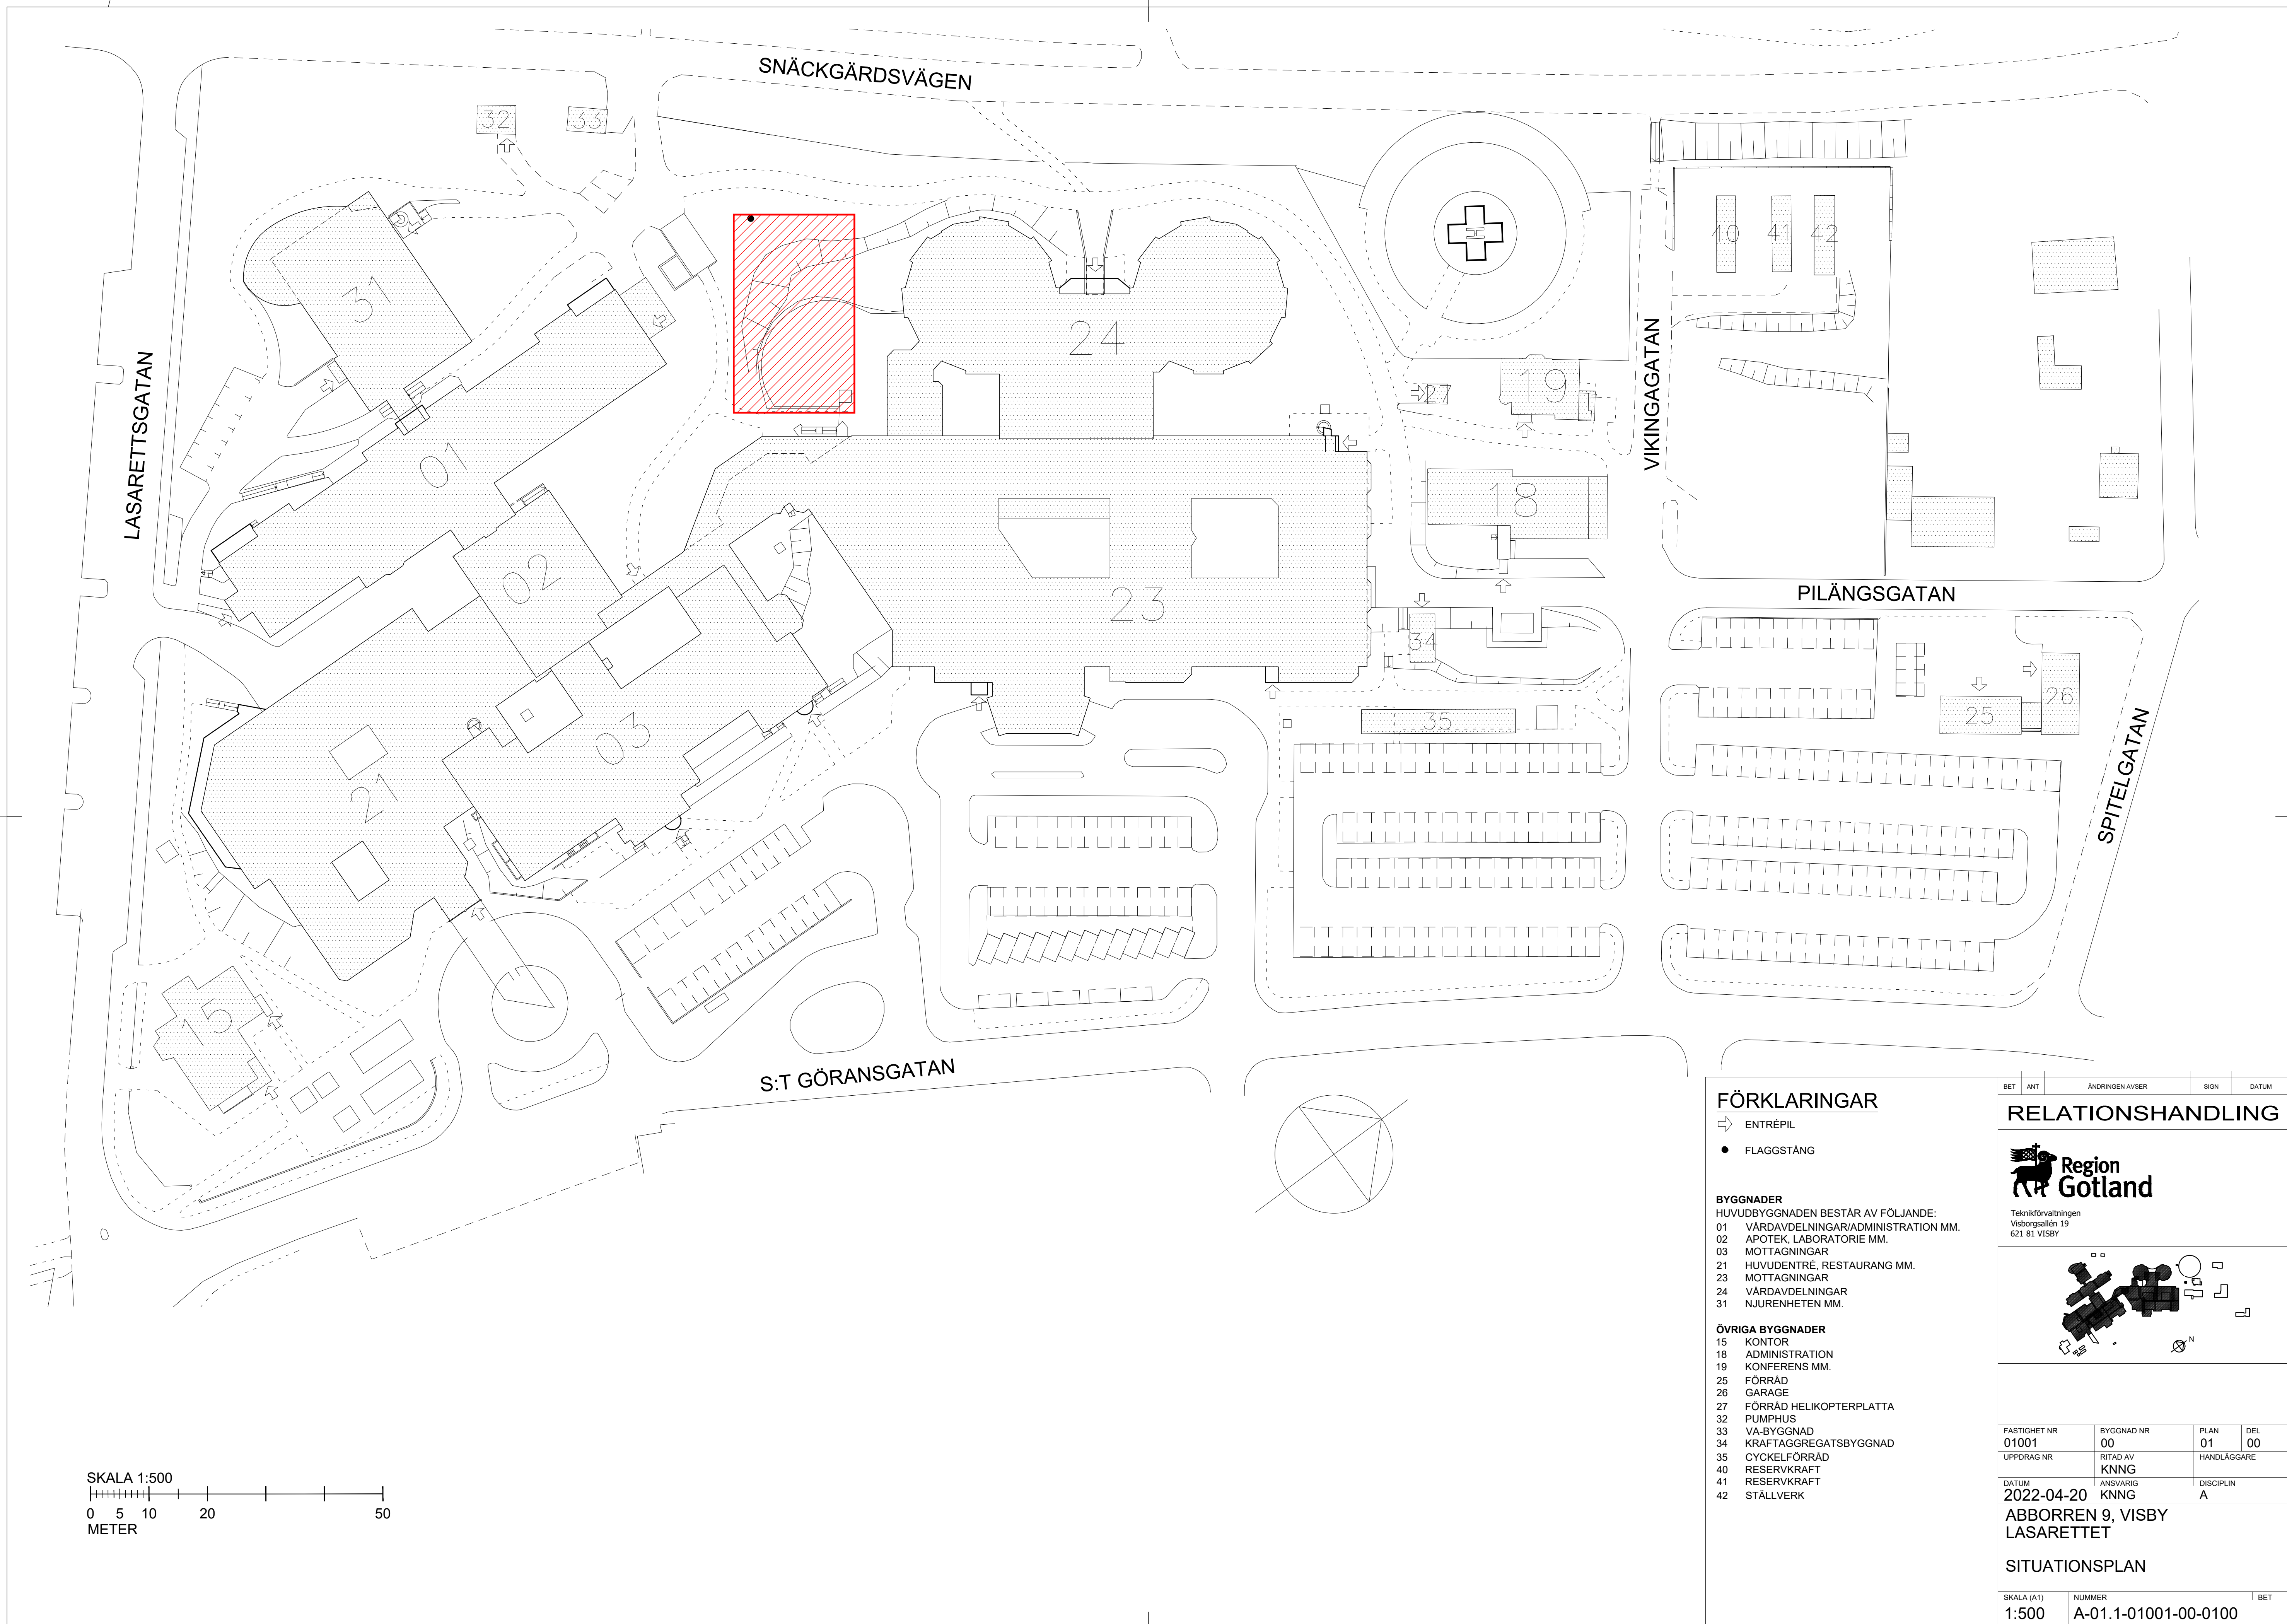 SNÄCKGÄRDSVÄGEN
32
33
31
01
24
H
40
41
42
LASARETTSGATAN
VIKINGAGATAN
27
19
18
02
23
34
PILÄNGSGATAN
35
03
21
25
26
SPITELGATAN
15
S:T GÖRANSGATAN
SKALA 1:500
0 5 10 20 50
METER
FÖRKLARINGAR
ENTRÉPIL
FLAGGSTÅNG
BYGGNADER
HUVUDBYGGNADEN BESTÅR AV FÖLJANDE:
01 VÅRDAVDELNINGAR/ADMINISTRATION MM.
02 APOTEK, LABORATORIE MM.
03 MOTTAGNINGAR
21 HUVUDENTRÉ, RESTAURANG MM.
23 MOTTAGNINGAR
24 VÅRDAVDELNINGAR
31 NJURENHETEN MM.
ÖVRIGA BYGGNADER
15 KONTOR
18 ADMINISTRATION
19 KONFERENS MM.
25 FÖRRÅD
26 GARAGE
27 FÖRRÅD HELIKOPTERPLATTA
32 PUMPHUS
33 VA-BYGGNAD
34 KRAFTAGGREGATSBYGGNAD
35 CYCKELFÖRRÅD
40 RESERVKRAFT
41 RESERVKRAFT
42 STÄLLVERK
BET ANT ÄNDRINGEN AVSER SIGN DATUM
RELATIONSHANDLING
Region
Gotland
Teknikförvaltningen
Visborgsallén 19
621 81 VISBY
N
FASTIGHET NR BYGGNAD NR PLAN DEL
01001 00 01 00
UPPDRAG NR RITAD AV HANDLÄGGARE
KNNG
DATUM ANSVARIG DISCIPLIN
2022-04-20 KNNG A
ABBORREN 9, VISBY
LASARETTET
SITUATIONSPLAN
SKALA (A1) NUMMER BET
1:500 A-01.1-01001-00-0100